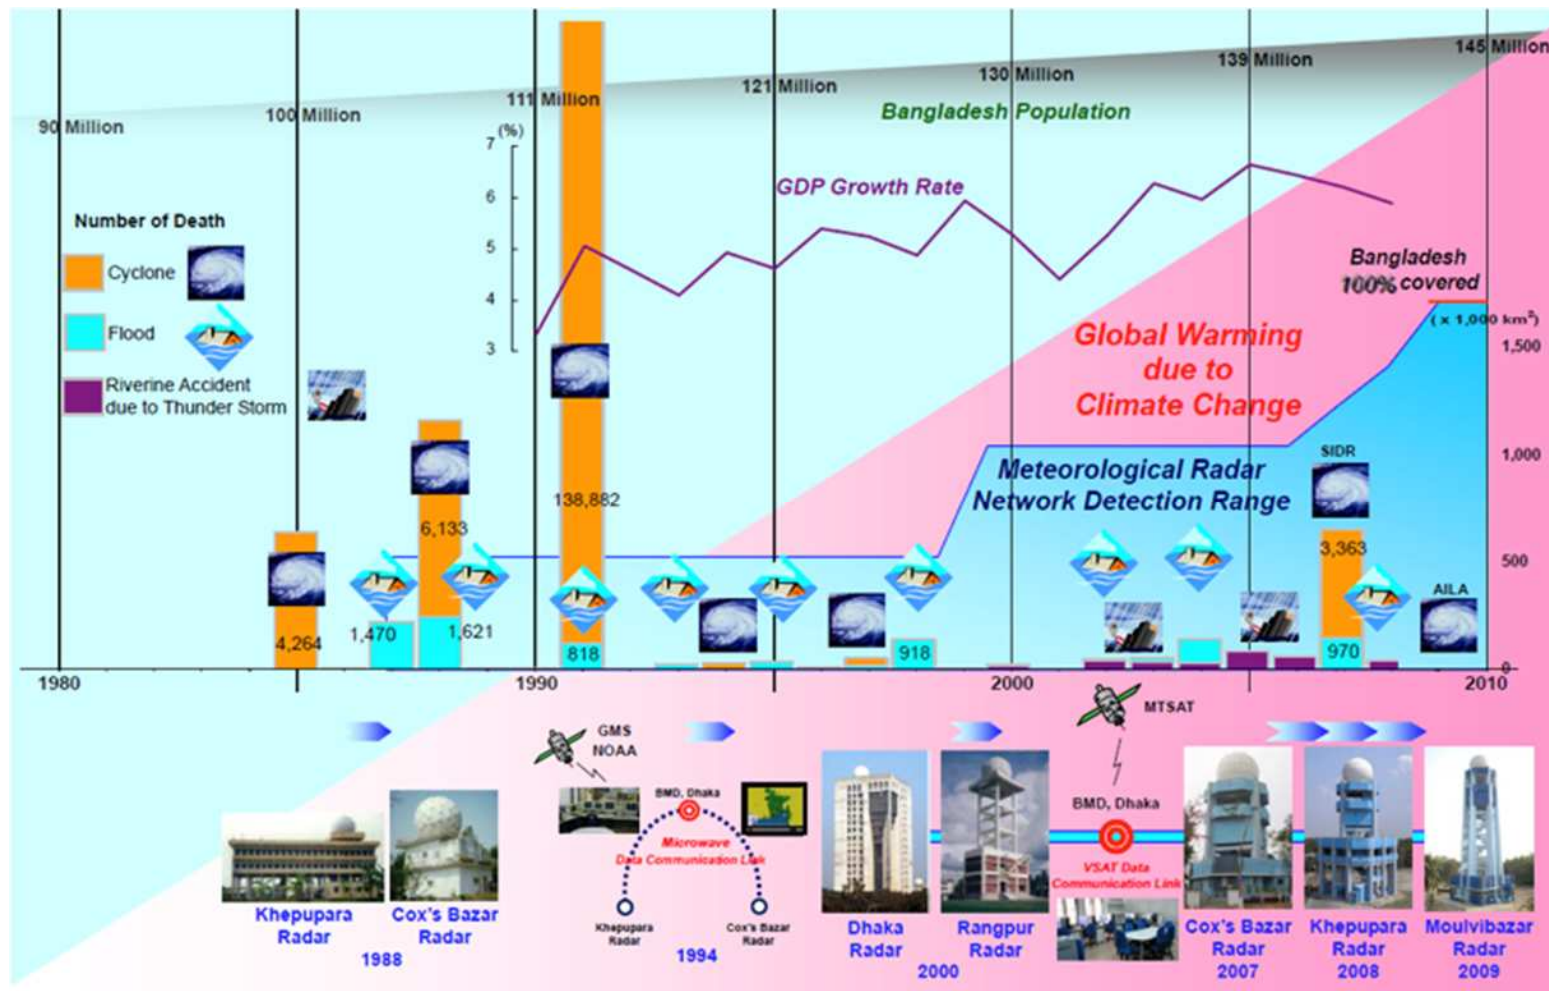 90 Million
100 Million
111 Million
121 Million
130 Million
139 Million
145 Million
Bangladesh Population
7 (%)
6
5
4
3
GDP Growth Rate
Number of Death
Cyclone
Flood
Riverine Accident
due to Thunder Storm
Bangladesh
100% covered
(x 1,000 km²)
1,500
1,000
500
0
Global Warming
due to
Climate Change
Meteorological Radar
Network Detection Range
SIDR
AILA
4,264
1,470
6,133
1,621
138,882
818
918
3,363
970
1980
1990
2000
2010
GMS
NOAA
BMD, Dhaka
Microwave
Data Communication Link
Khepupara
Radar
Cox's Bazar
Radar
1994
Khepupara
Radar
Cox's Bazar
Radar
1988
Dhaka
Radar
Rangpur
Radar
2000
MTSAT
BMD, Dhaka
VSAT Data
Communication Link
Cox's Bazar
Radar
2007
Khepupara
Radar
2008
Moulvibazar
Radar
2009